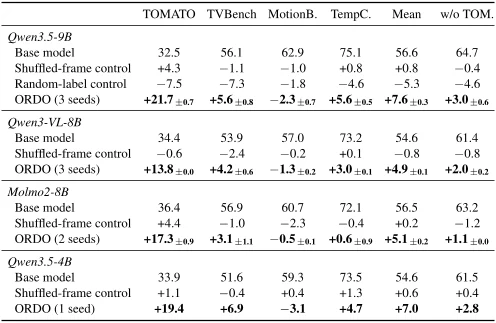 TOMATO TVBench MotionB. TempC. Mean w/o TOM.
Qwen3.5-9B
Base model 32.5 56.1 62.9 75.1 56.6 64.7
Shuffled-frame control +4.3 −1.1 −1.0 +0.8 +0.8 −0.4
Random-label control −7.5 −7.3 −1.8 −4.6 −5.3 −4.6
ORDO (3 seeds) +21.7 ±0.7 +5.6 ±0.8 −2.3 ±0.7 +5.6 ±0.5 +7.6 ±0.3 +3.0 ±0.6
Qwen3-VL-8B
Base model 34.4 53.9 57.0 73.2 54.6 61.4
Shuffled-frame control −0.6 −2.4 −0.2 +0.1 −0.8 −0.8
ORDO (3 seeds) +13.8 ±0.0 +4.2 ±0.6 −1.3 ±0.2 +3.0 ±0.1 +4.9 ±0.1 +2.0 ±0.2
Molmo2-8B
Base model 36.4 56.9 60.7 72.1 56.5 63.2
Shuffled-frame control +4.4 −1.0 −2.3 −0.4 +0.2 −1.2
ORDO (2 seeds) +17.3 ±0.9 +3.1 ±1.1 −0.5 ±0.1 +0.6 ±0.9 +5.1 ±0.2 +1.1 ±0.0
Qwen3.5-4B
Base model 33.9 51.6 59.3 73.5 54.6 61.5
Shuffled-frame control +1.1 −0.4 +0.4 +1.3 +0.6 +0.4
ORDO (1 seed) +19.4 +6.9 −3.1 +4.7 +7.0 +2.8